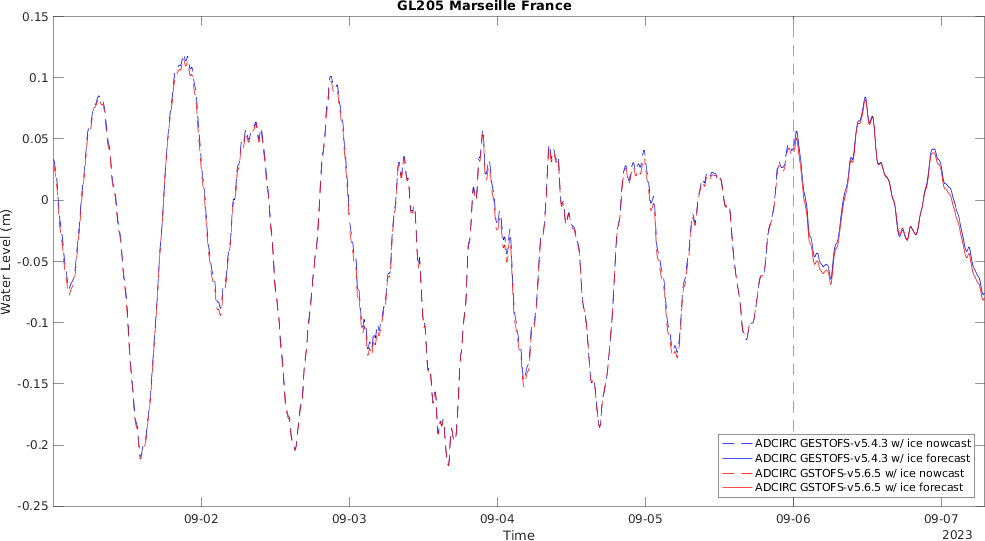 GL205 Marseille France
0.15
0.1
0.05
0
-0.05
-0.1
-0.15
-0.2
-0.25
Water Level (m)
09-02 09-03 09-04 09-05 09-06 09-07
Time
2023
ADCIRC GESTOFS-v5.4.3 w/ ice nowcast
ADCIRC GESTOFS-v5.4.3 w/ ice forecast
ADCIRC GSTOFS-v5.6.5 w/ ice nowcast
ADCIRC GSTOFS-v5.6.5 w/ ice forecast